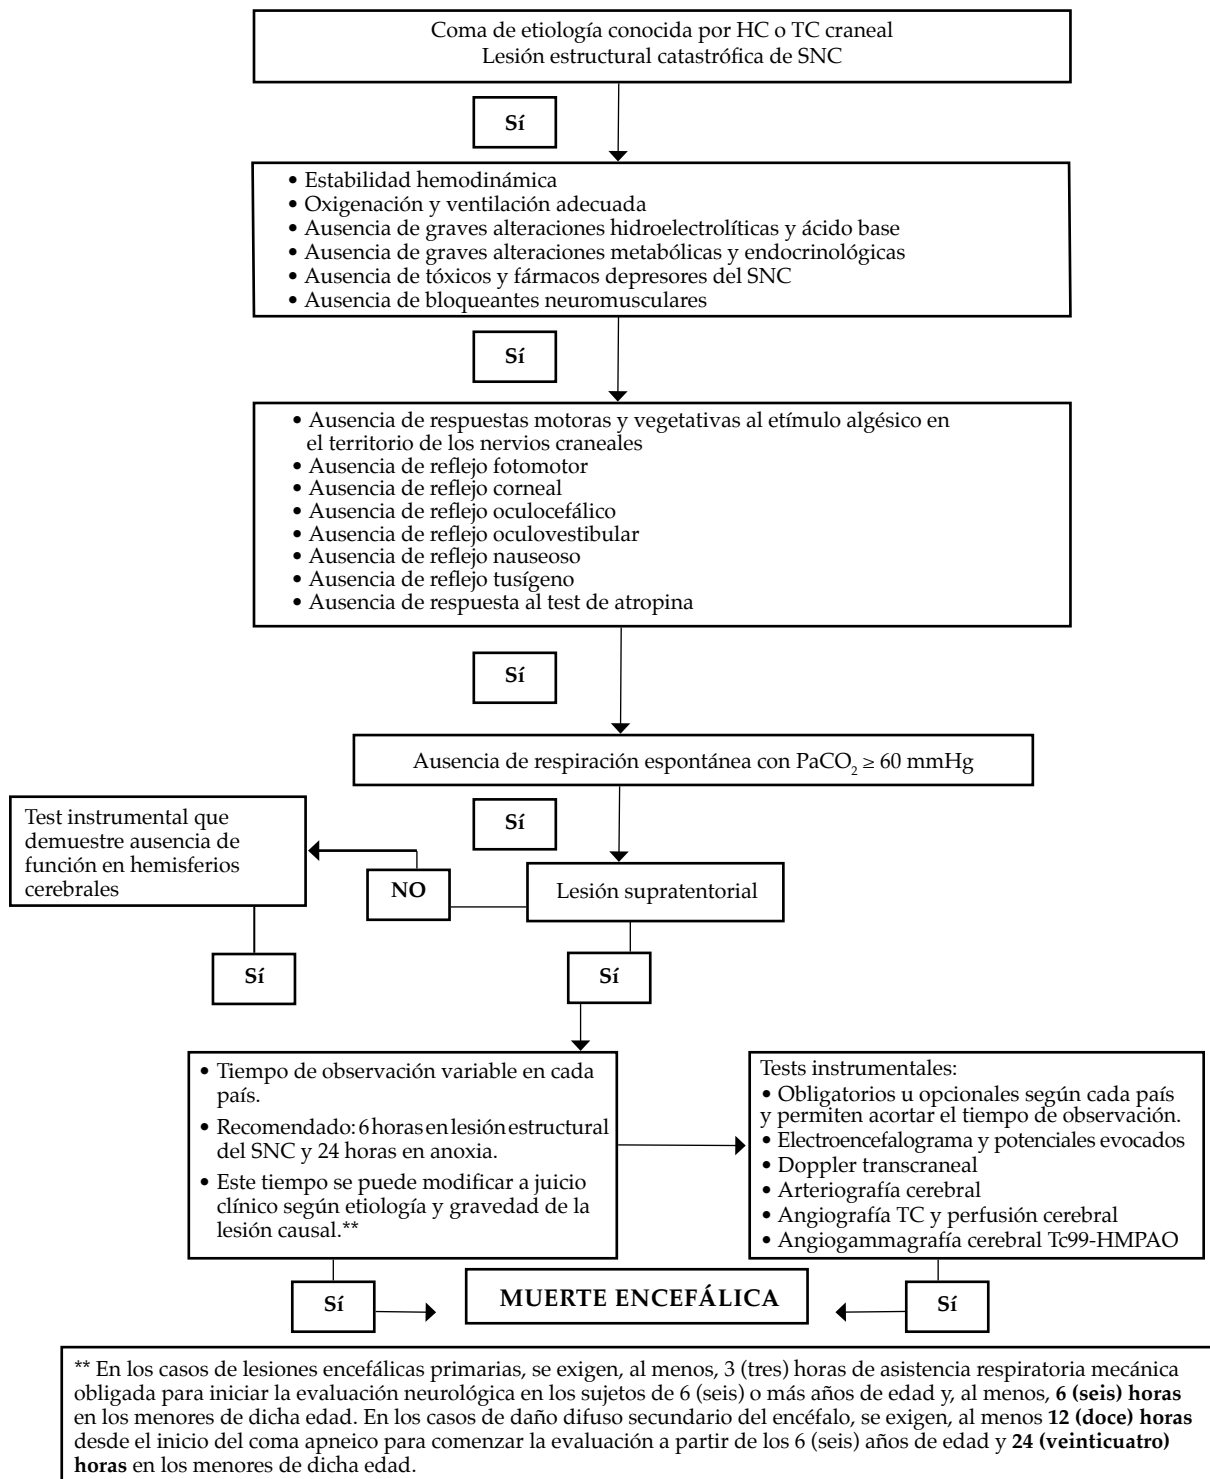 Coma de etiología conocida por HC o TC craneal
Lesión estructural catastrófica de SNC
Sí
• Estabilidad hemodinámica
• Oxigenación y ventilación adecuada
• Ausencia de graves alteraciones hidroelectrolíticas y ácido base
• Ausencia de graves alteraciones metabólicas y endocrinológicas
• Ausencia de tóxicos y fármacos depresores del SNC
• Ausencia de bloqueantes neuromusculares
Sí
• Ausencia de respuestas motoras y vegetativas al etímulo algésico en
el territorio de los nervios craneales
• Ausencia de reflejo fotomotor
• Ausencia de reflejo corneal
• Ausencia de reflejo oculocefálico
• Ausencia de reflejo oculovestibular
• Ausencia de reflejo nauseoso
• Ausencia de reflejo tusígeno
• Ausencia de respuesta al test de atropina
Sí
Ausencia de respiración espontánea con PaCO₂ ≥ 60 mmHg
Sí
Test instrumental que
demuestre ausencia de
función en hemisferios
cerebrales
NO
Lesión supratentorial
Sí
Sí
• Tiempo de observación variable en cada
país.
• Recomendado: 6 horas en lesión estructural
del SNC y 24 horas en anoxia.
• Este tiempo se puede modificar a juicio
clínico según etiología y gravedad de la
lesión causal.**
Tests instrumentales:
• Obligatorios u opcionales según cada país
y permiten acortar el tiempo de observación.
• Electroencefalograma y potenciales evocados
• Doppler transcraneal
• Arteriografía cerebral
• Angiografía TC y perfusión cerebral
• Angiogammagrafía cerebral Tc99-HMPAO
Sí
MUERTE ENCEFÁLICA
Sí
** En los casos de lesiones encefálicas primarias, se exigen, al menos, 3 (tres) horas de asistencia respiratoria mecánica
obligada para iniciar la evaluación neurológica en los sujetos de 6 (seis) o más años de edad y, al menos, 6 (seis) horas
en los menores de dicha edad. En los casos de daño difuso secundario del encéfalo, se exigen, al menos 12 (doce) horas
desde el inicio del coma apneico para comenzar la evaluación a partir de los 6 (seis) años de edad y 24 (veinticuatro)
horas en los menores de dicha edad.